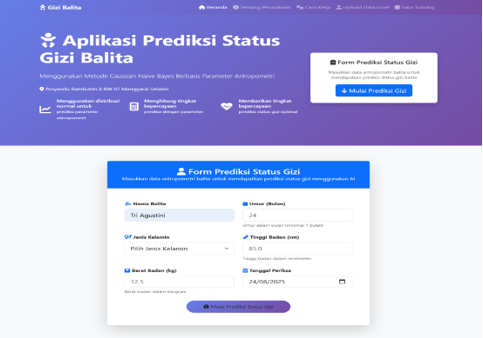 Gizi Balita
Beranda Tentang Perusahaan Cara Kerja Upload Data Excel Data Training
Aplikasi Prediksi Status
Gizi Balita
Menggunakan Metode Gaussian Naive Bayes Berbasis Parameter Antropometri
Posyandu Rambutan II RW 07 Manggarai Selatan
Menggunakan distribusi
normal untuk
prediksi parameter
antropometri
Menghitung tingkat
kepercayaan
prediksi dengan parameter
Memberikan tingkat
kepercayaan
prediksi status gizi optimal
Form Prediksi Status Gizi
Masukkan data antropometri balita untuk
mendapatkan prediksi status gizi balita
Mulai Prediksi Gizi
Form Prediksi Status Gizi
Masukkan data antropometri balita untuk mendapatkan prediksi status gizi menggunakan AI
Nama Balita
Tri Agustini
Umur (Bulan)
24
Umur dalam bulan (minimal 1 bulan)
Jenis Kelamin
Pilih Jenis Kelamin
Tinggi Badan (cm)
85.0
Tinggi badan dalam sentimeter
Berat Badan (kg)
12.5
Berat badan dalam kilogram
Tanggal Periksa
24/08/2025
Mulai Prediksi Status Gizi